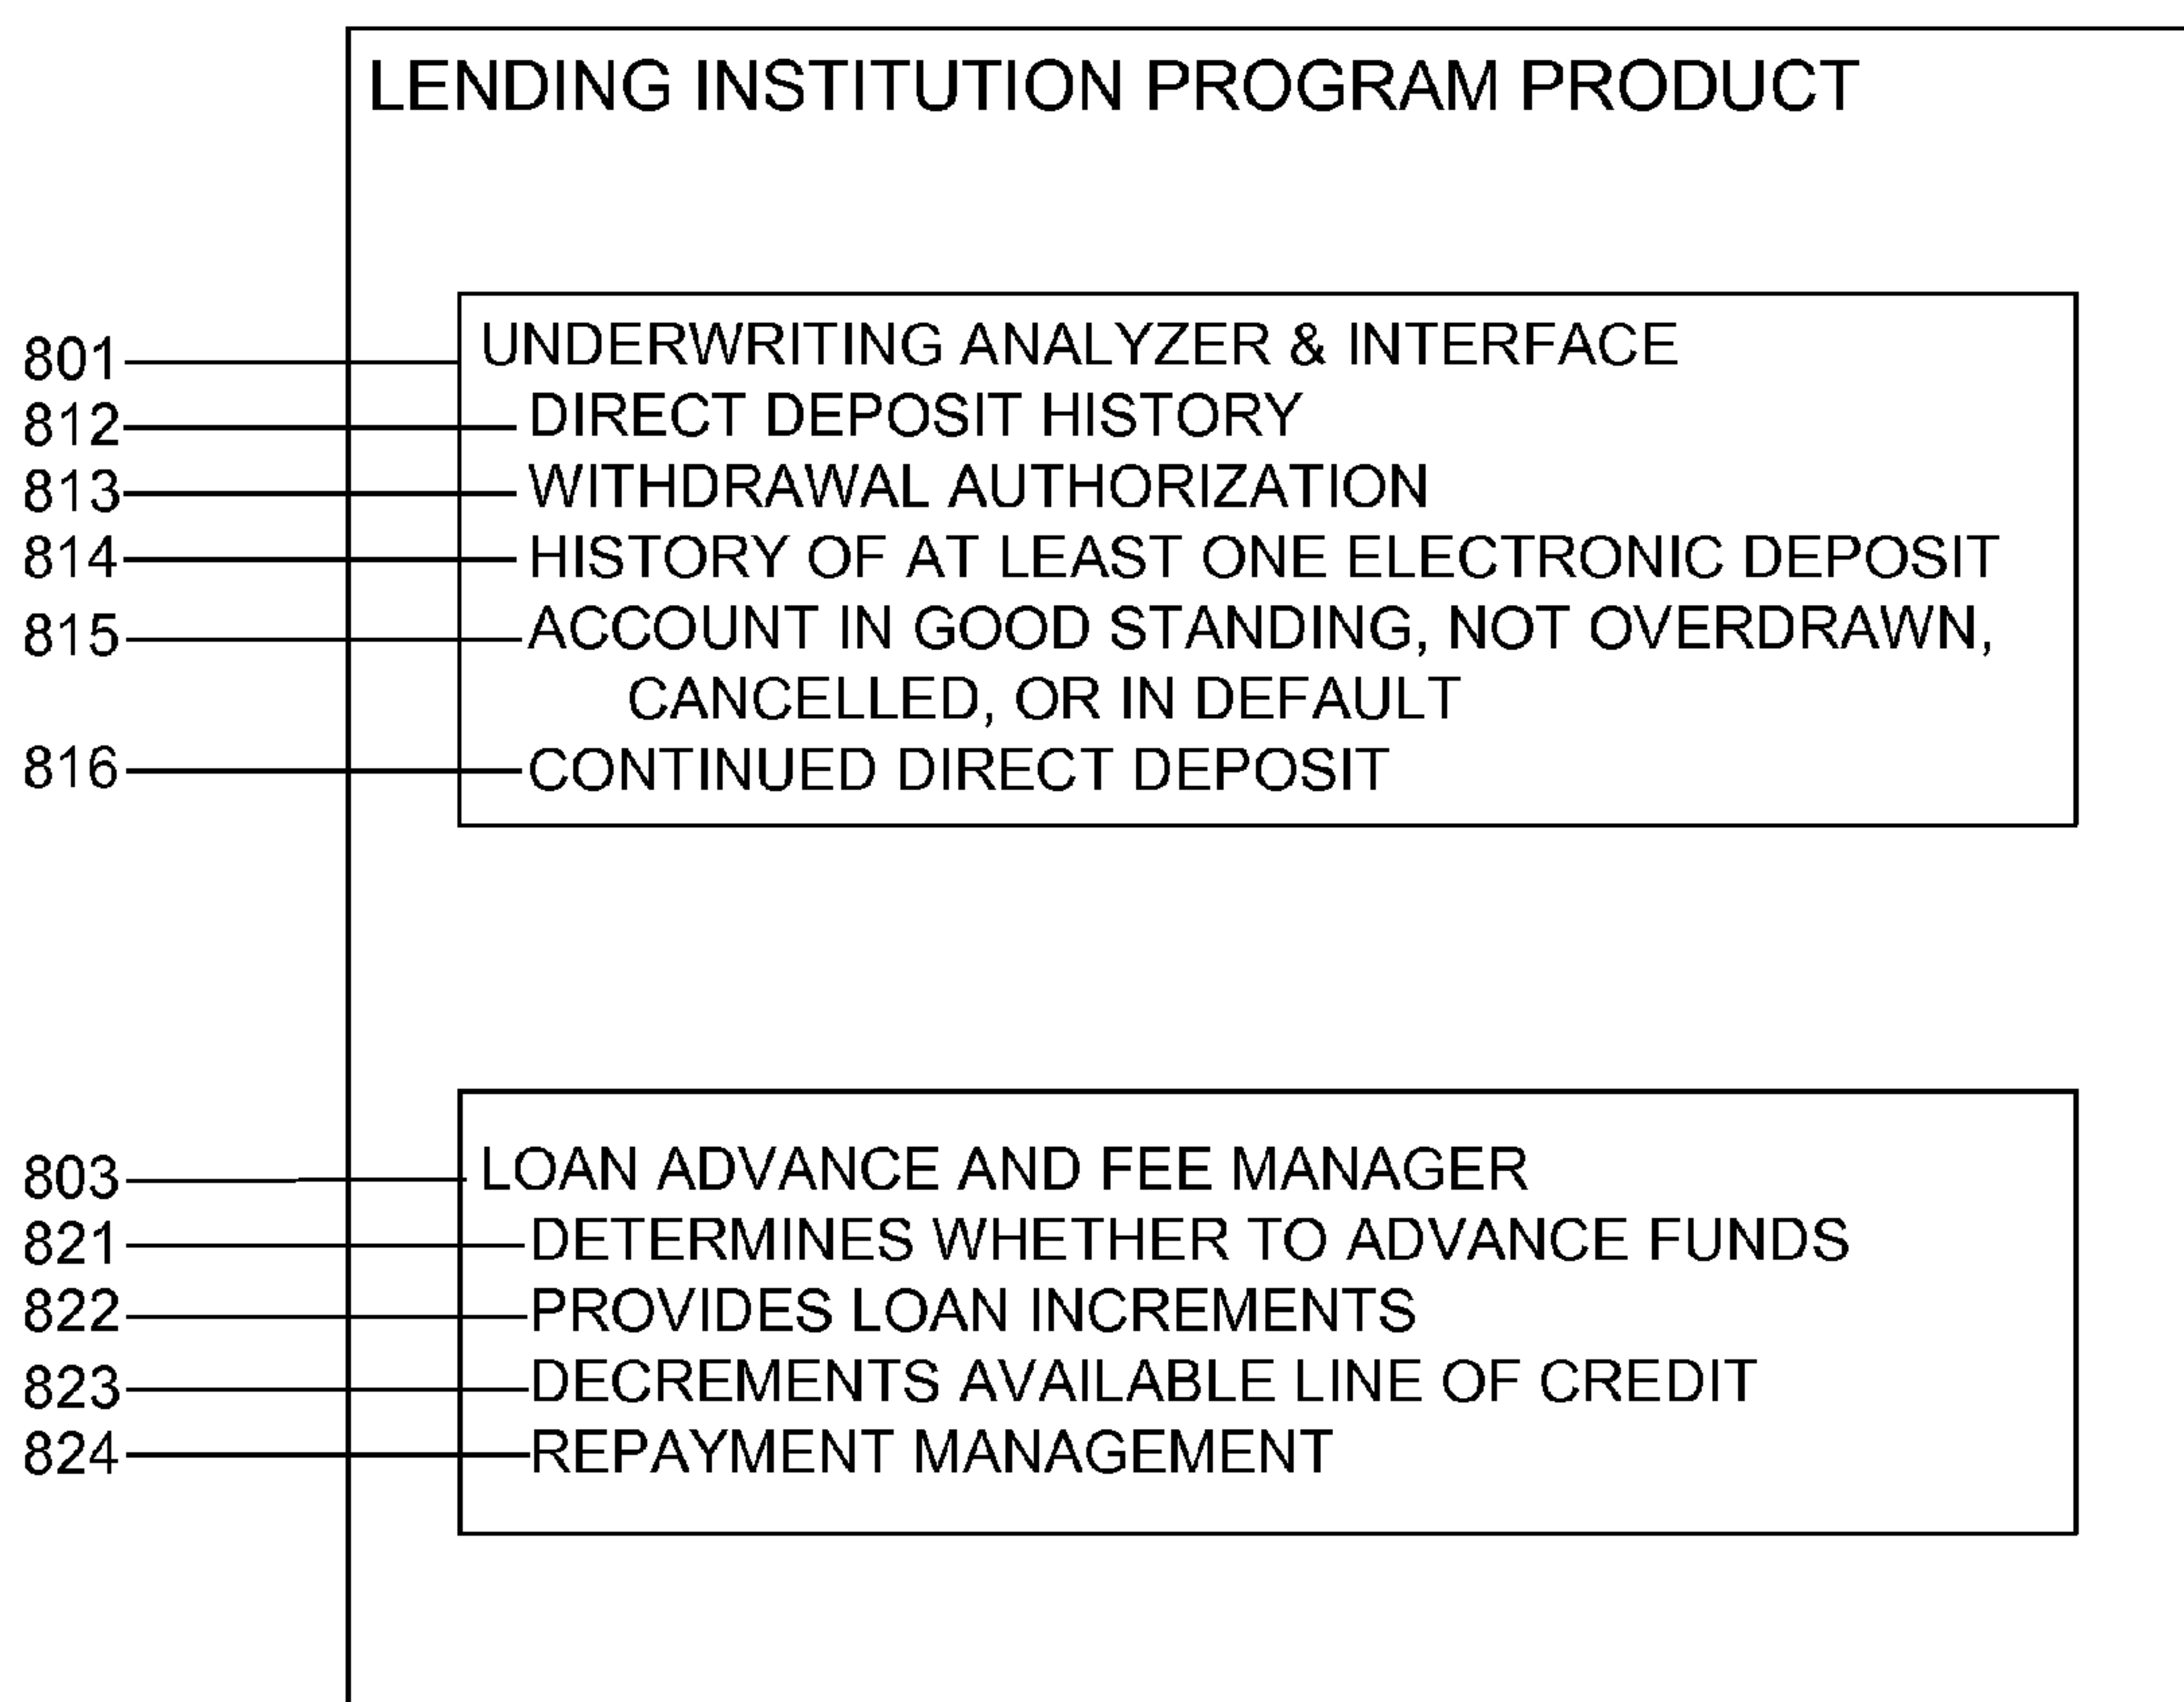 LENDING INSTITUTION PROGRAM PRODUCT
801 UNDERWRITING ANALYZER & INTERFACE
812 DIRECT DEPOSIT HISTORY
813 WITHDRAWAL AUTHORIZATION
814 HISTORY OF AT LEAST ONE ELECTRONIC DEPOSIT
815 ACCOUNT IN GOOD STANDING, NOT OVERDRAWN,
CANCELLED, OR IN DEFAULT
816 CONTINUED DIRECT DEPOSIT
803 LOAN ADVANCE AND FEE MANAGER
821 DETERMINES WHETHER TO ADVANCE FUNDS
822 PROVIDES LOAN INCREMENTS
823 DECREMENTS AVAILABLE LINE OF CREDIT
824 REPAYMENT MANAGEMENT